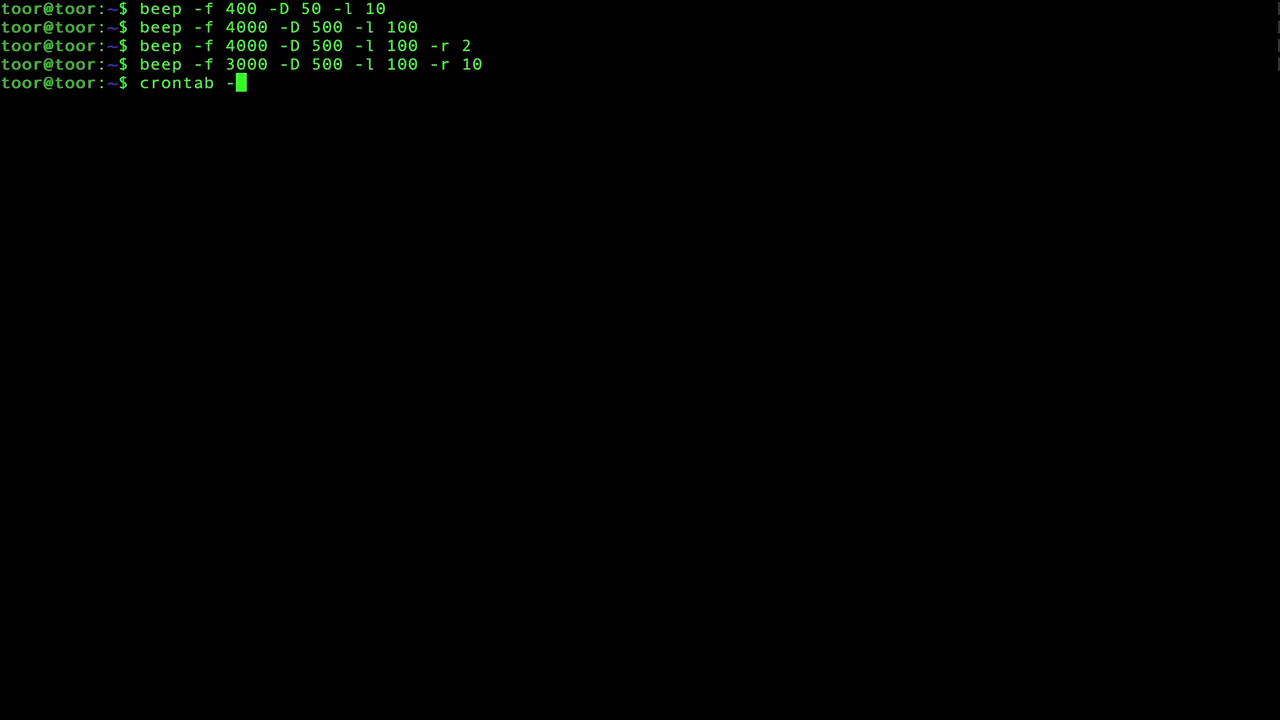 toor@toor:~$ beep -f 400 -D 50 -l 10
toor@toor:~$ beep -f 4000 -D 500 -l 100
toor@toor:~$ beep -f 4000 -D 500 -l 100 -r 2
toor@toor:~$ beep -f 3000 -D 500 -l 100 -r 10
toor@toor:~$ crontab -